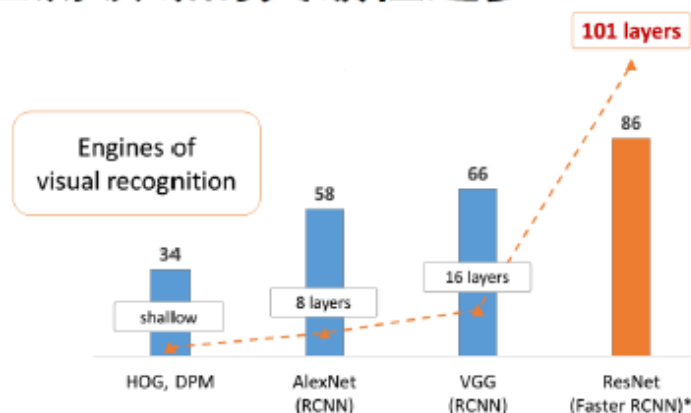 101 layers
Engines of
visual recognition
34
58
66
86
shallow
8 layers
16 layers
HOG, DPM
AlexNet
(RCNN)
VGG
(RCNN)
ResNet
(Faster RCNN)*